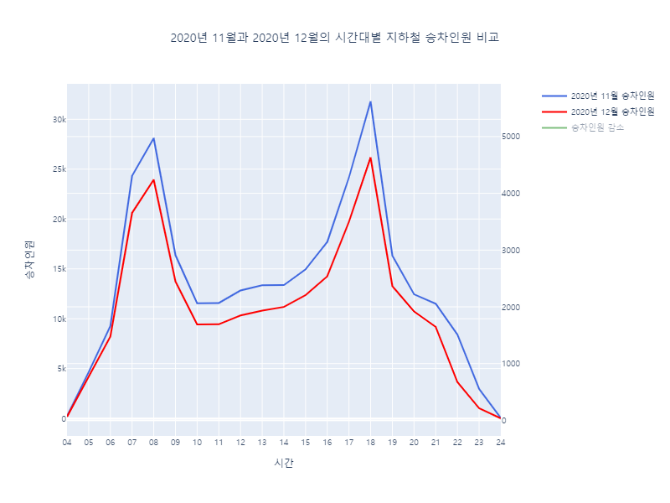 2020년 11월과 2020년 12월의 시간대별 지하철 승차인원 비교
2020년 11월 승차인원
2020년 12월 승차인원
승차인원 감소
승차인원
30k
25k
20k
15k
10k
5k
0
5000
4000
3000
2000
1000
0
04 05 06 07 08 09 10 11 12 13 14 15 16 17 18 19 20 21 22 23 24
시간